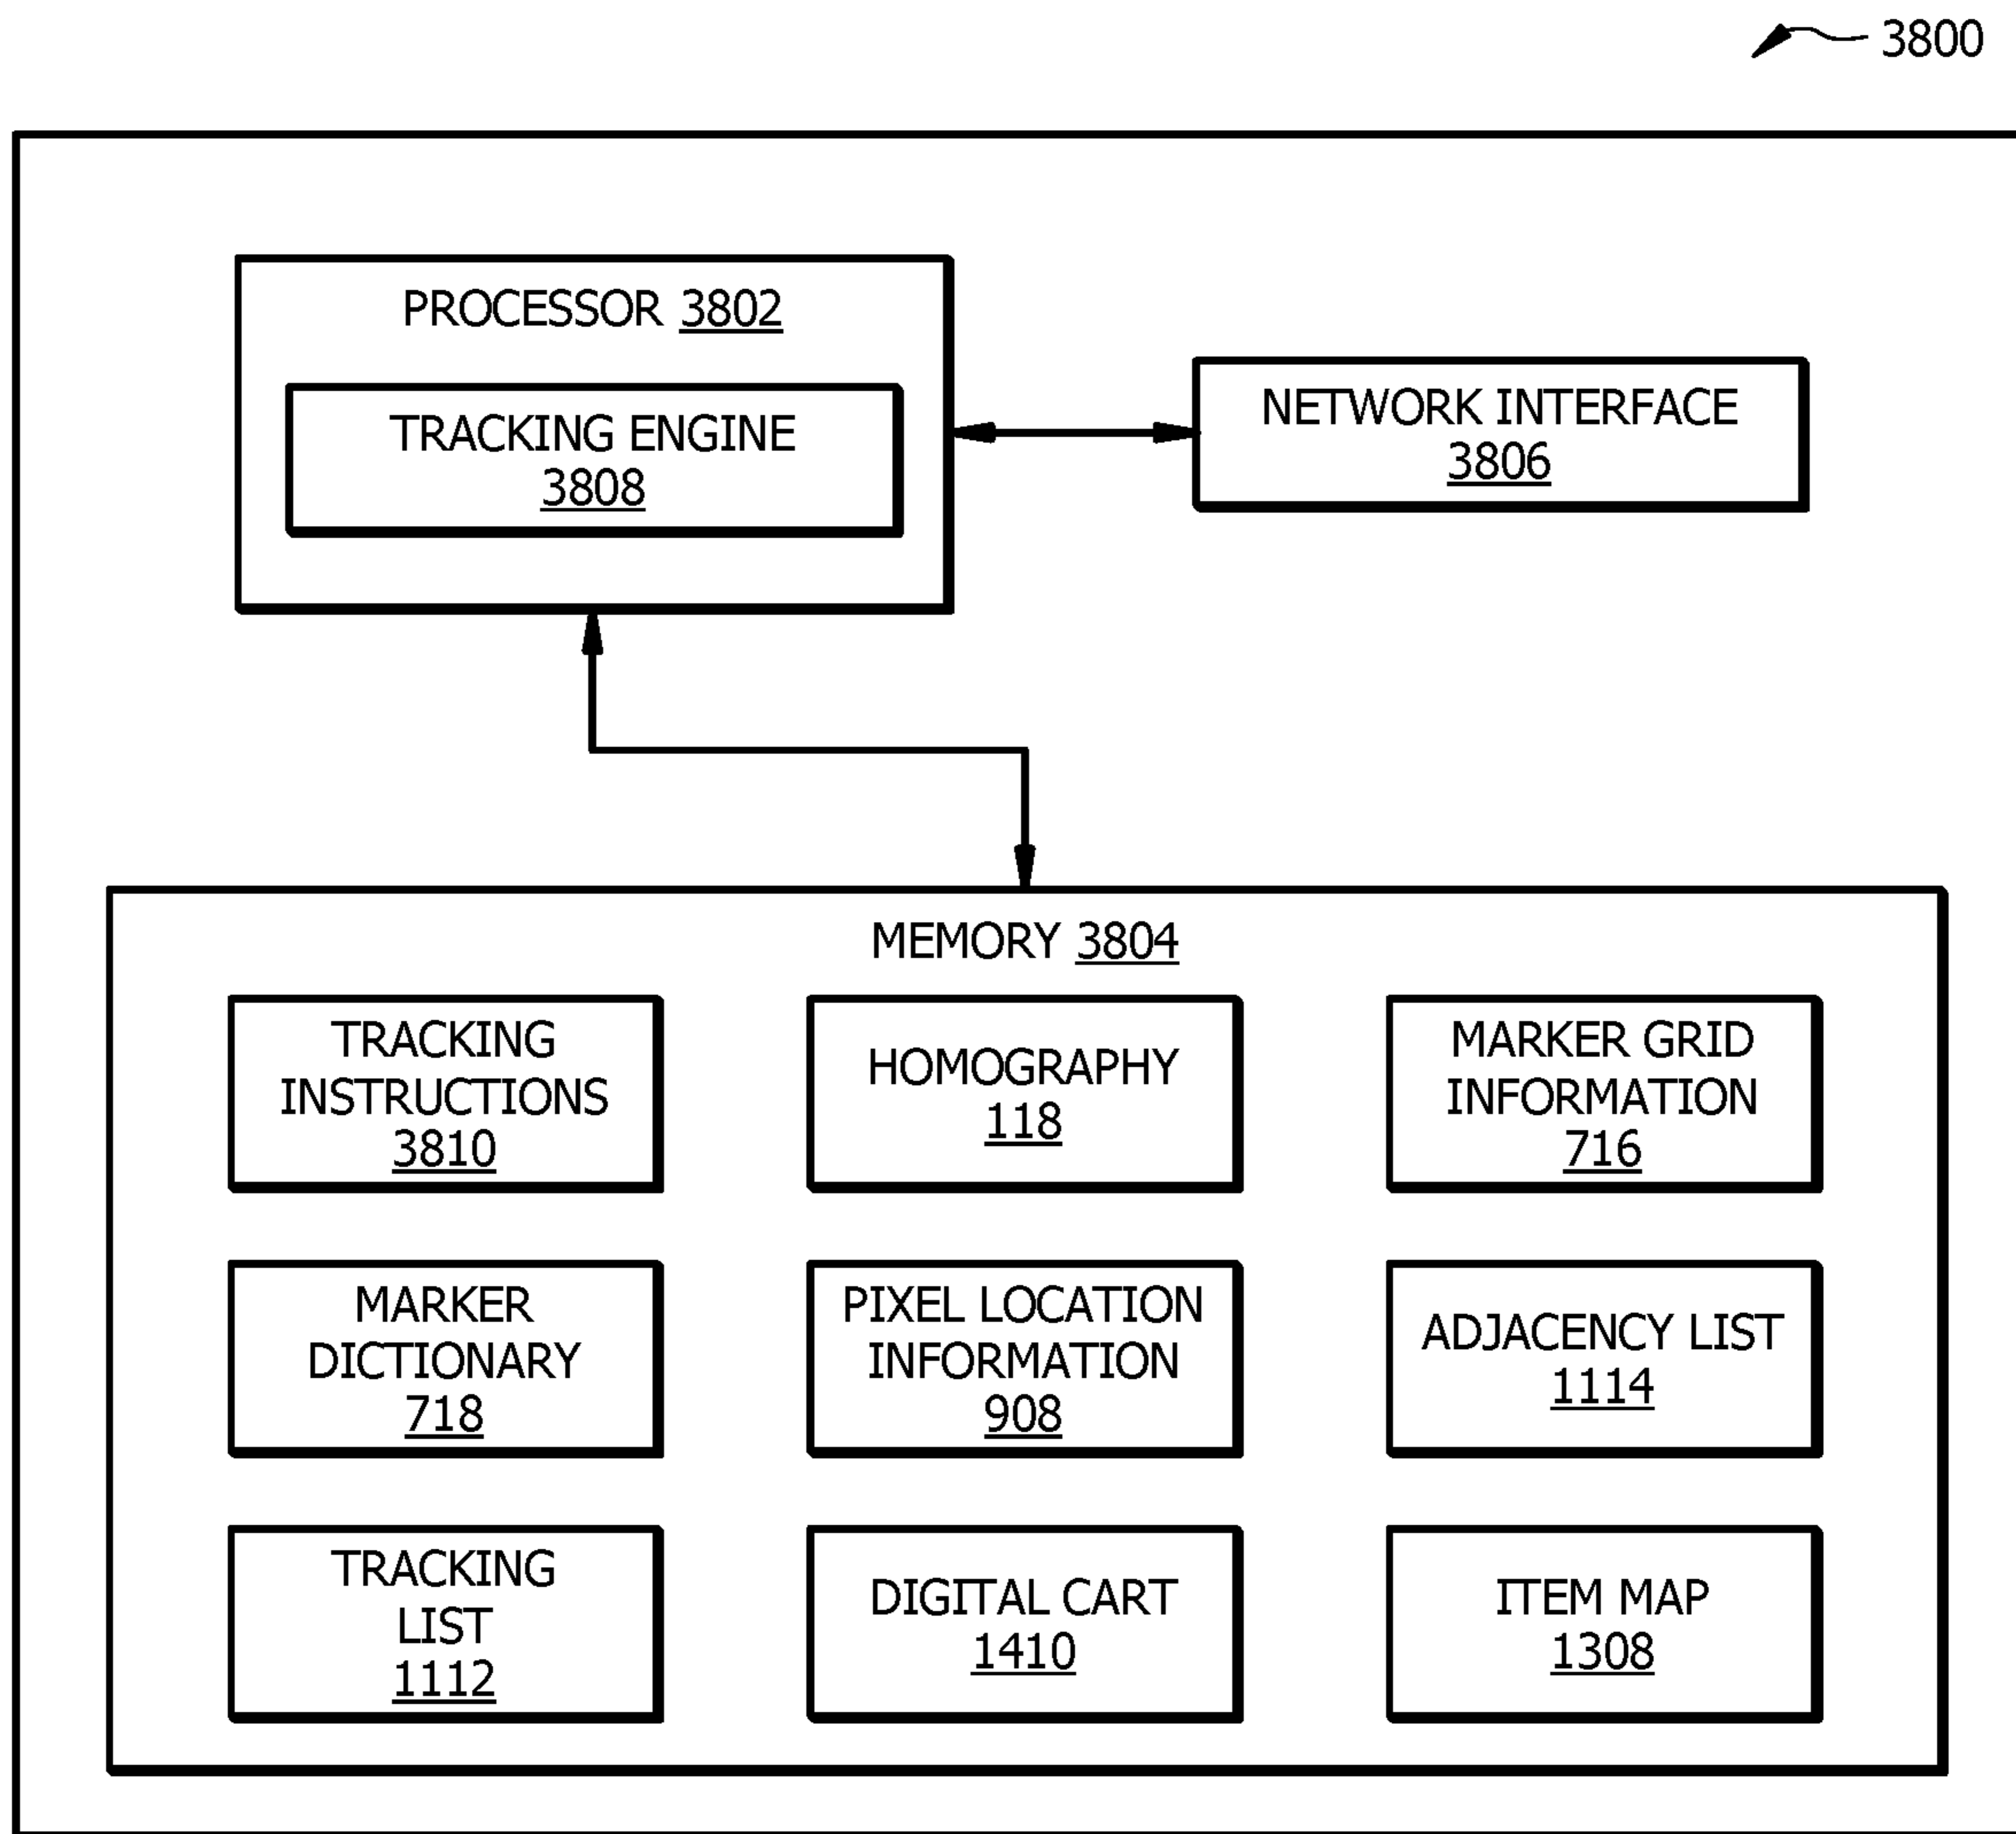 3800
PROCESSOR 3802
TRACKING ENGINE
3808
NETWORK INTERFACE
3806
MEMORY 3804
TRACKING
INSTRUCTIONS
3810
HOMOGRAPHY
118
MARKER GRID
INFORMATION
716
MARKER
DICTIONARY
718
PIXEL LOCATION
INFORMATION
908
ADJACENCY LIST
1114
TRACKING
LIST
1112
DIGITAL CART
1410
ITEM MAP
1308